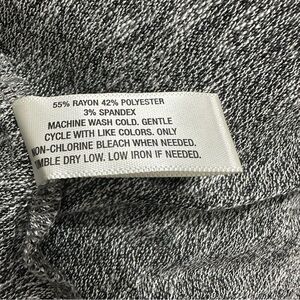 55% RAYON 42% POLYESTER
3% SPANDEX
MACHINE WASH COLD. GENTLE
CYCLE WITH LIKE COLORS. ONLY
NON-CHLORINE BLEACH WHEN NEEDED.
UMBLE DRY LOW. LOW IRON IF NEEDED.